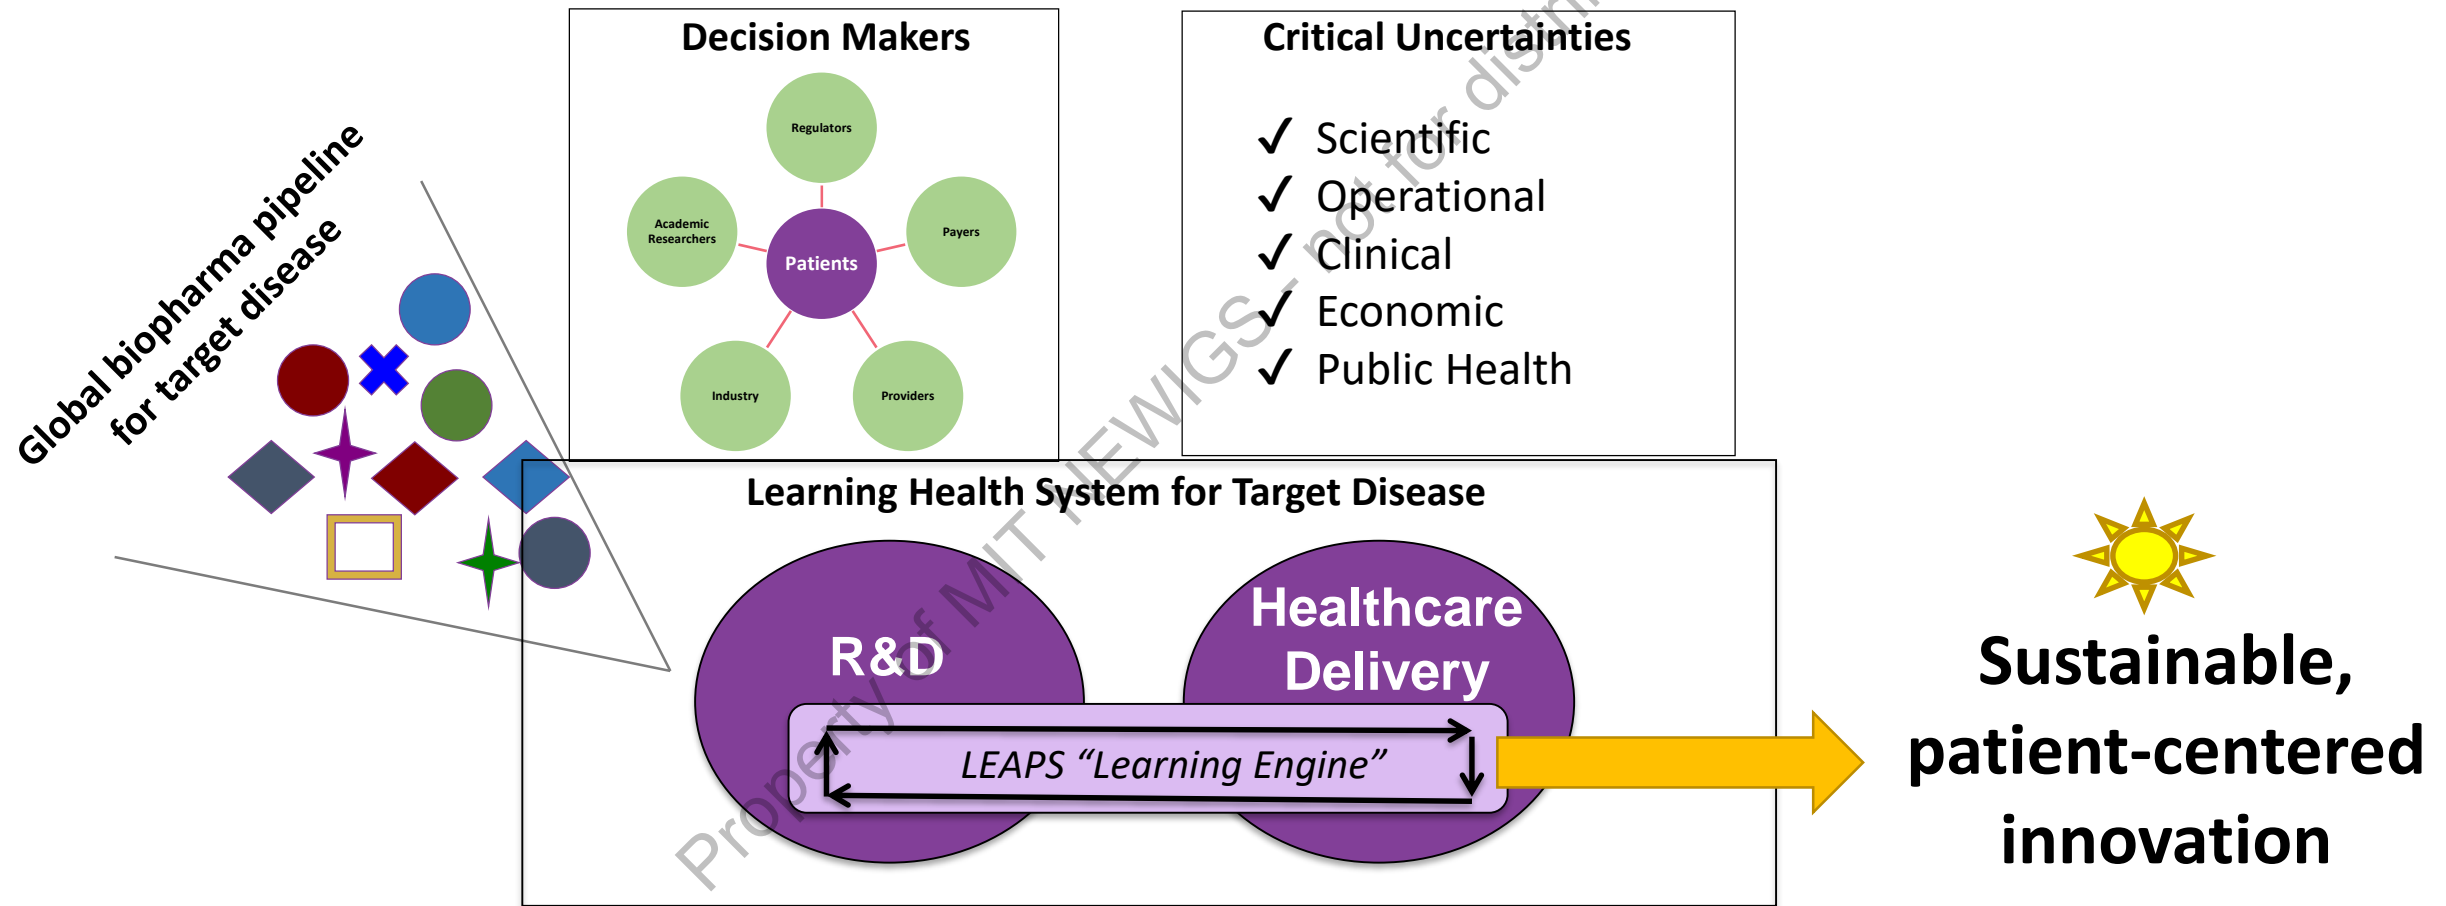 Global biopharma pipeline
for target disease
Decision Makers
Regulators
Academic
Researchers
Payers
Patients
Industry
Providers
Critical Uncertainties
✓ Scientific
✓ Operational
✓ Clinical
✓ Economic
✓ Public Health
Learning Health System for Target Disease
R&D
Healthcare
Delivery
LEAPS “Learning Engine”
Sustainable,
patient-centered
innovation
Property of MIT NEWIGS - not for